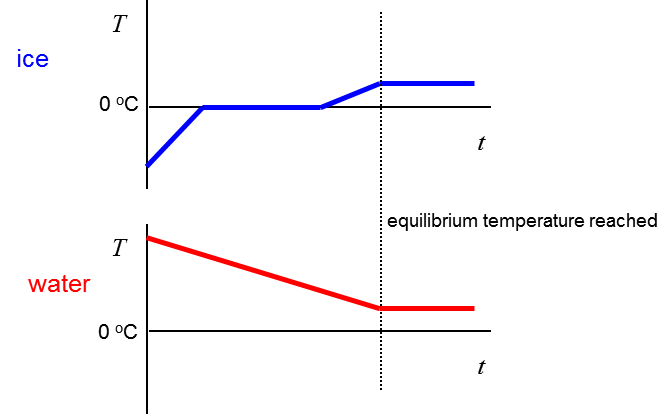 T
ice
0 ºC
t
equilibrium temperature reached
T
water
0 ºC
t